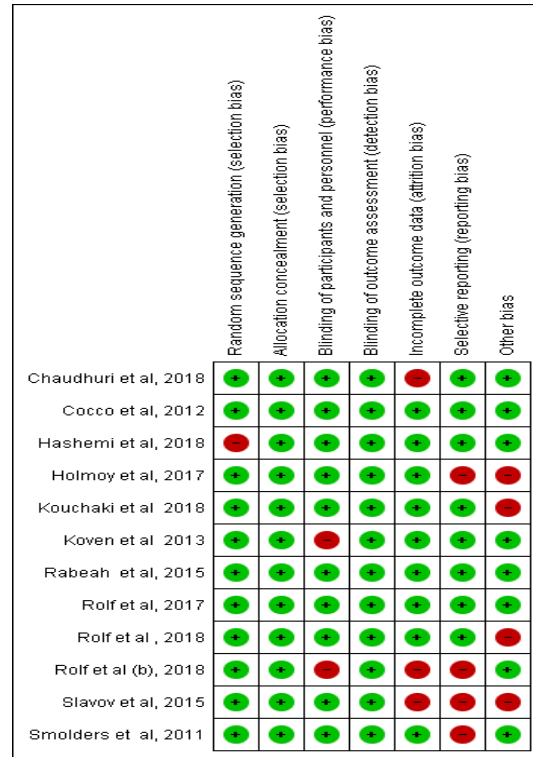 Random sequence generation (selection bias)
Allocation concealment (selection bias)
Blinding of participants and personnel (performance bias)
Blinding of outcome assessment (detection bias)
Incomplete outcome data (attrition bias)
Selective reporting (reporting bias)
Other bias
Chaudhuri et al, 2018 + + + + - + +
Cocco et al, 2012 + + + + + + +
Hashemi et al, 2018 - + + + + + +
Holmoy et al, 2017 + + + + + - -
Kouchaki et al 2018 + + + + + + -
Koven et al 2013 + + - + + + +
Rabeah et al, 2015 + + + + + + +
Rolf et al, 2017 + + + + + + +
Rolf et al , 2018 + + + + + + -
Rolf et al (b), 2018 + + - + - - +
Slavov et al, 2015 + + + + - - -
Smolders et al, 2011 + + + + + - +